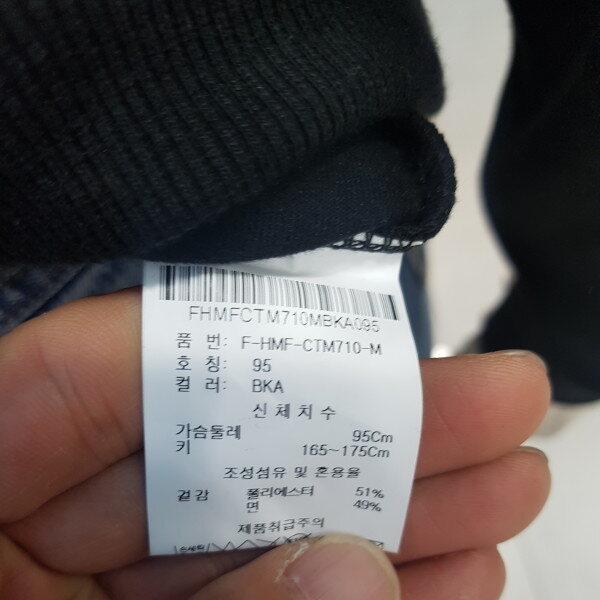 FHMFCTM710MBKA095
품 번: F-HMF-CTM710-M
호 칭: 95
컬 러: BKA
신체치수
가슴둘레 95Cm
키 165~175Cm
조성섬유 및 혼용율
겉감 폴리에스터 51%
면 49%
제품취급주의